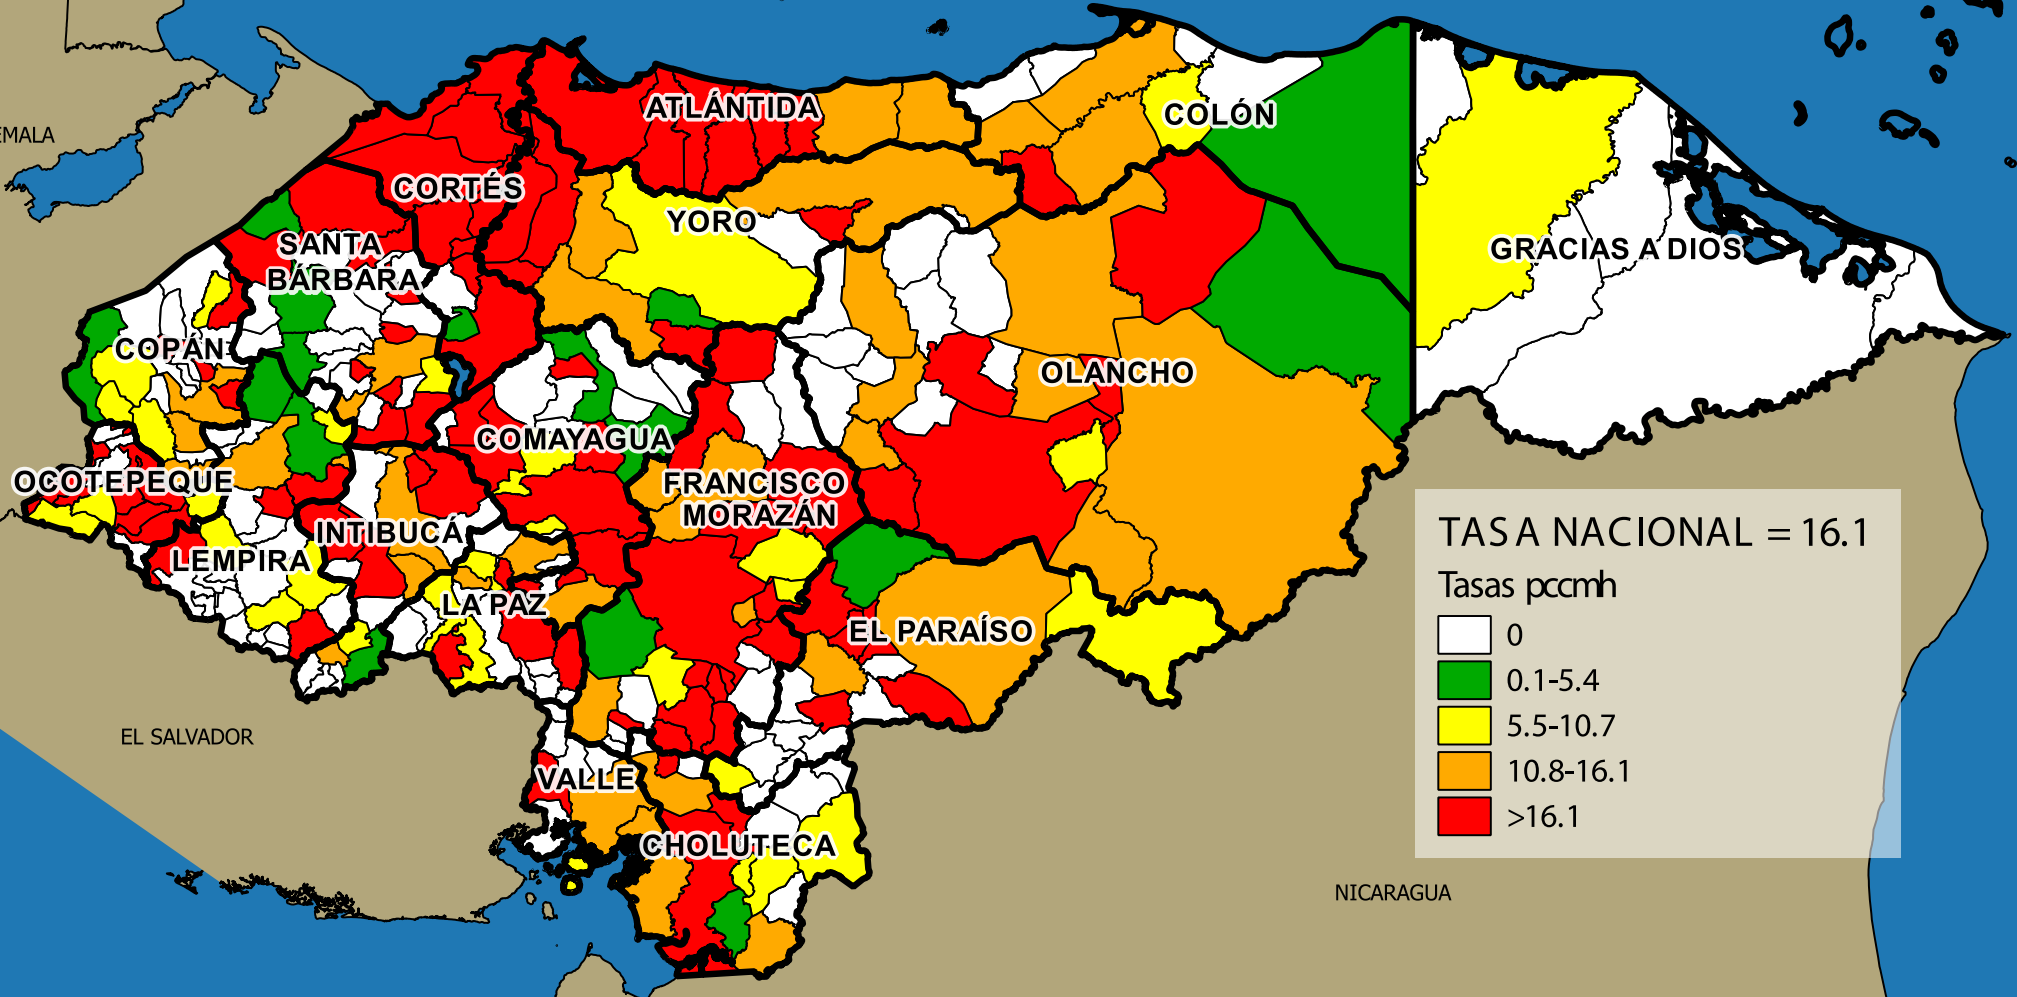 EMALA
ATLÁNTIDA
COLÓN
CORTÉS
YORO
SANTA
BÁRBARA
GRACIAS A DIOS
COPÁN
OLANCHO
COMAYAGUA
OCOTEPEQUE
FRANCISCO
MORAZÁN
INTIBUCÁ
LEMPIRA
LA PAZ
EL PARAÍSO
EL SALVADOR
VALLE
CHOLUTECA
NICARAGUA
TASA NACIONAL = 16.1
Tasas pccmh
0
0.1-5.4
5.5-10.7
10.8-16.1
>16.1